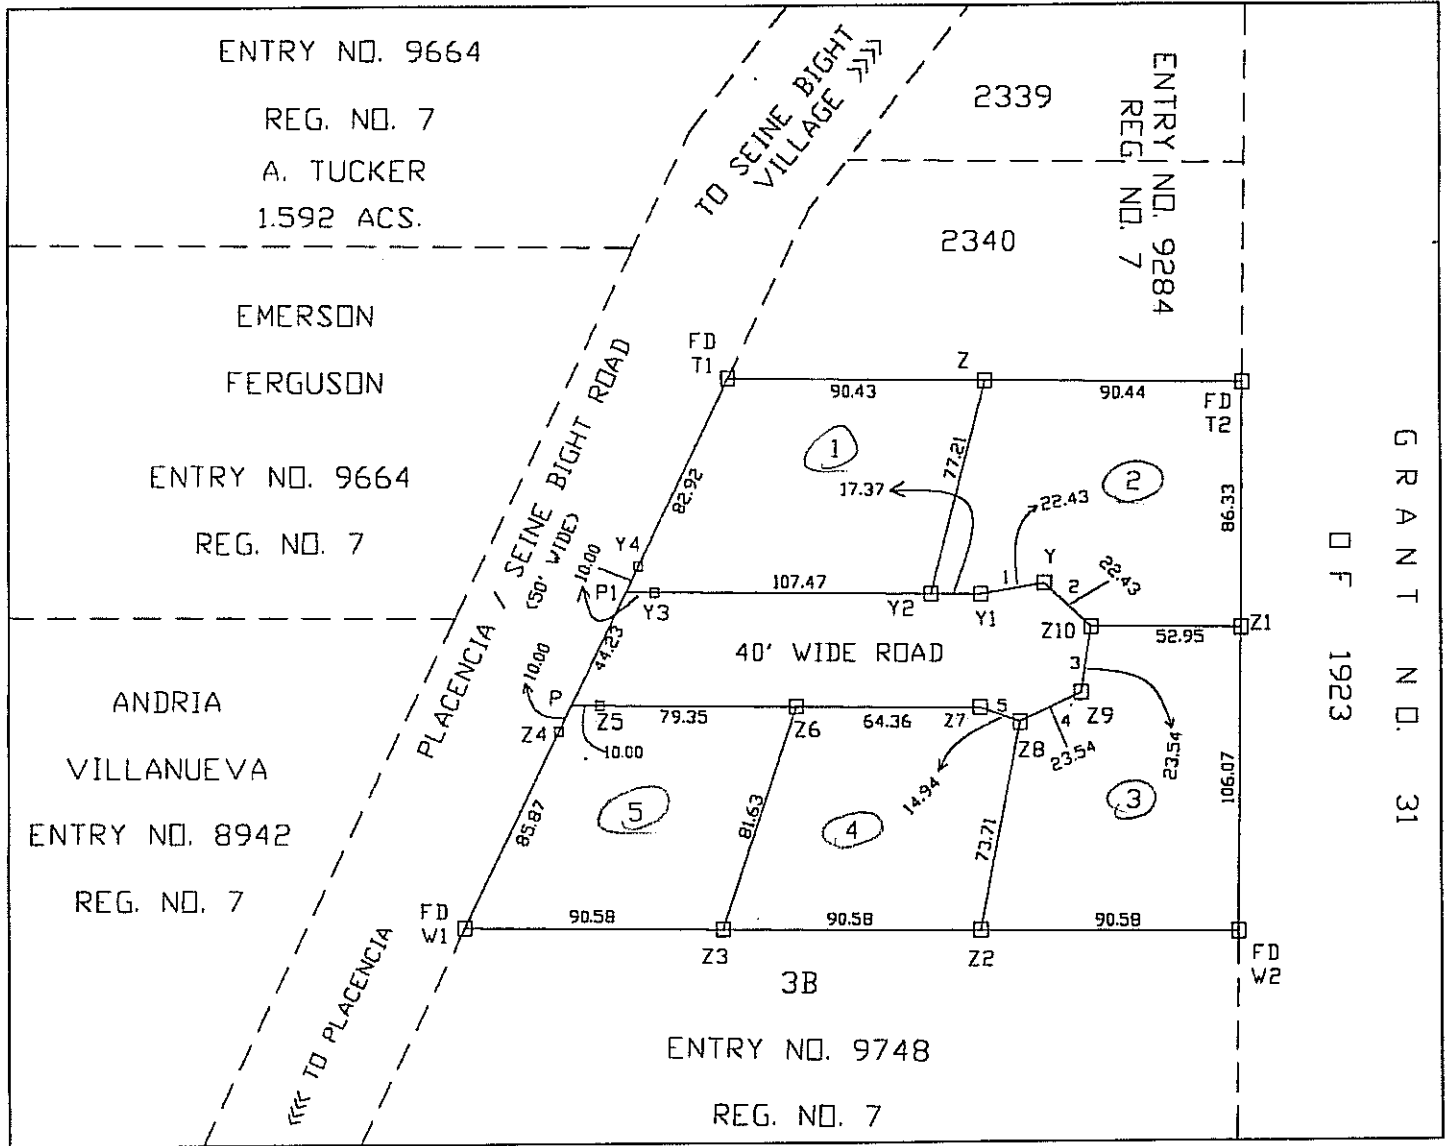 ENTRY NO. 9664
REG. NO. 7
A. TUCKER
1.592 ACS.
EMERSON
FERGUSON
ENTRY NO. 9664
REG. NO. 7
ANDRIA
VILLANUEVA
ENTRY NO. 8942
REG. NO. 7
TO SEINE BIGHT
VILLAGE >>>>
PLACENCIA / SEINE BIGHT ROAD
(50' WIDE)
<<<< TO PLACENCIA
2339
2340
ENTRY NO. 9284
REG NO. 7
GRANT NO. 31
OF 1923
FD
T1
90.43
Z
90.44
FD
T2
1
2
82.92
77.21
17.37
22.43
86.33
Y4
10.00
P1
Y3
107.47
Y2
Y1
1
Y
2
22.43
Z10
52.95
Z1
44.23
40' WIDE ROAD
3
10.00
P
Z5
79.35
Z6
64.36
Z7
5
Z8
4
Z9
Z4
10.00
14.94
23.54
23.54
106.07
85.87
5
81.63
4
73.71
3
FD
W1
90.58
Z3
90.58
Z2
90.58
FD
W2
3B
ENTRY NO. 9748
REG. NO. 7